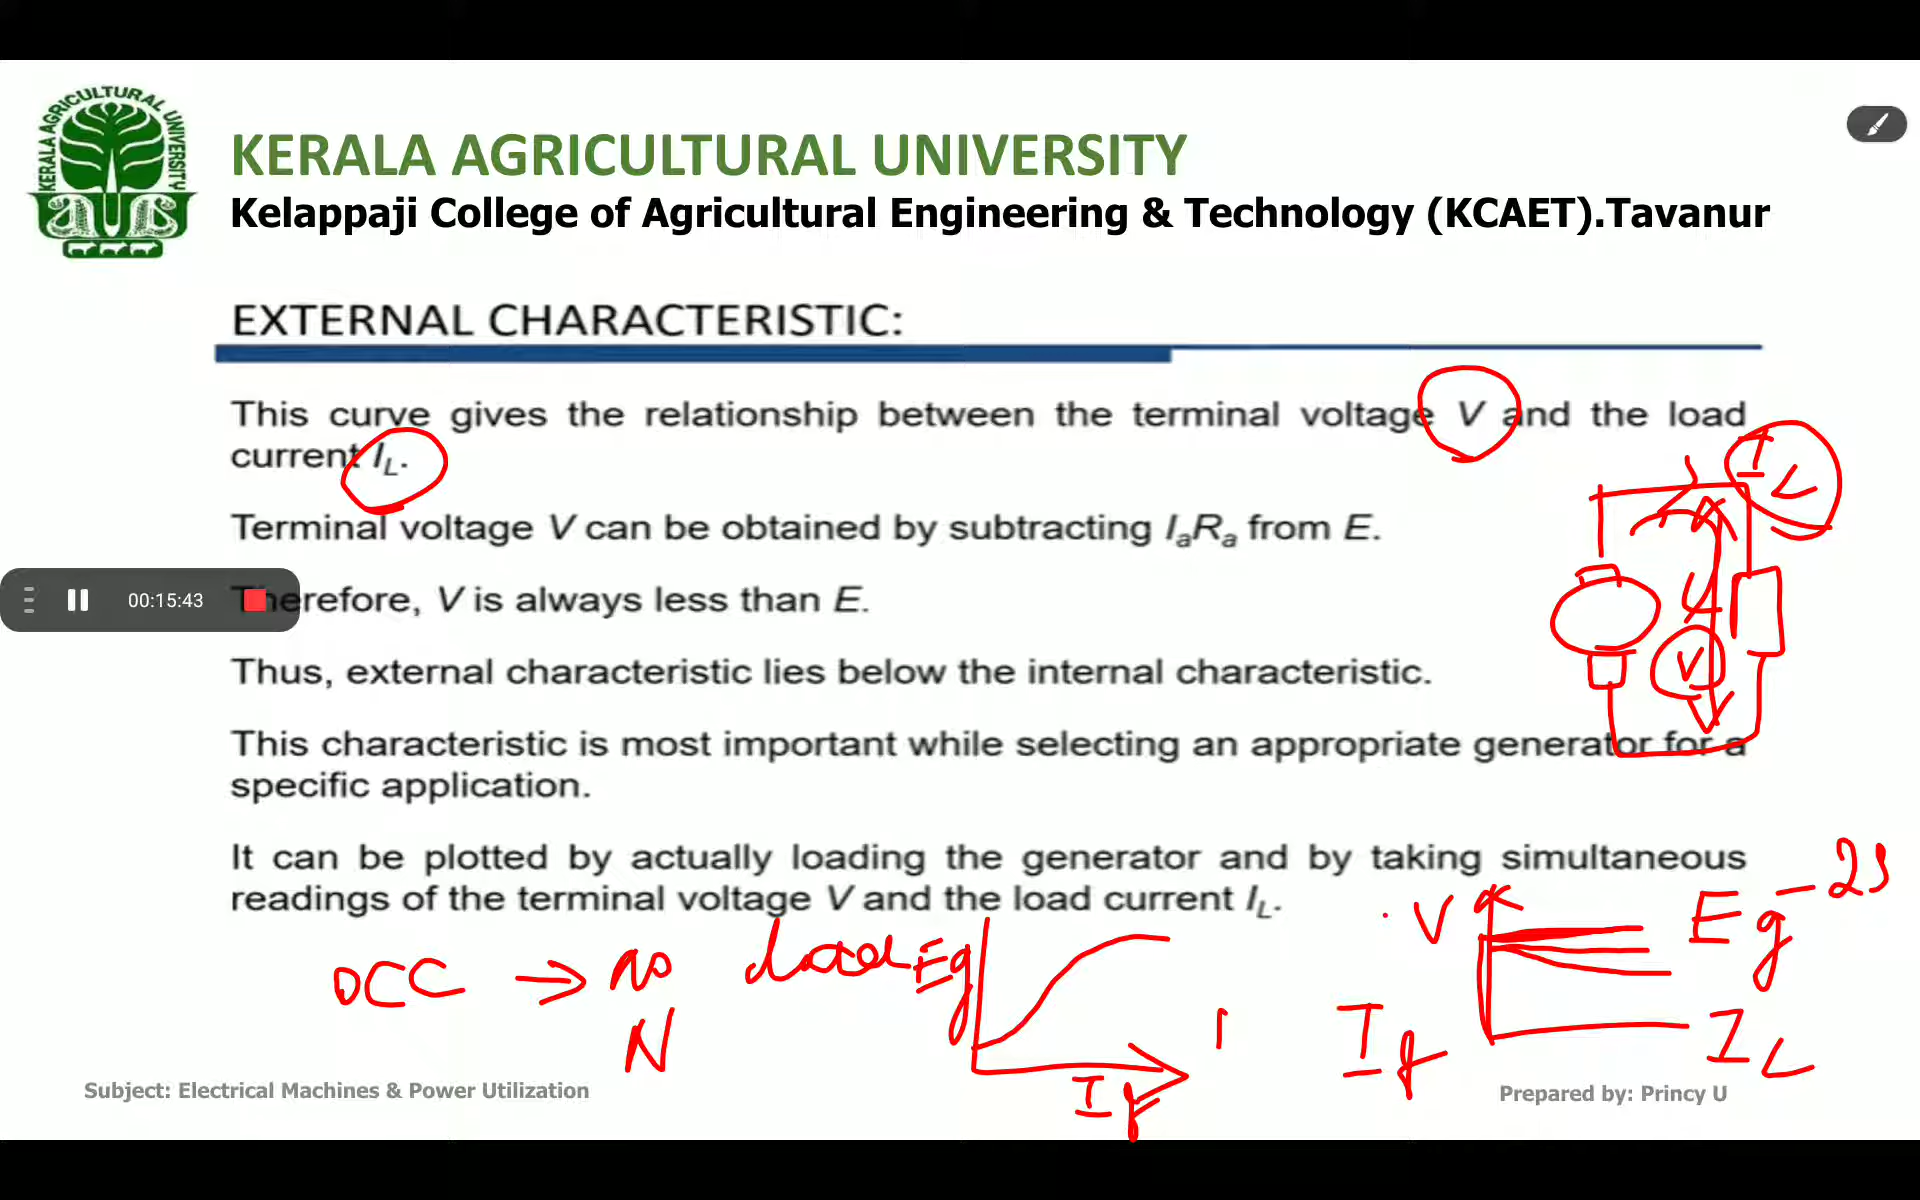 KERALA AGRICULTURAL UNIVERSITY
KERALA AGRICULTURAL UNIVERSITY
Kelappaji College of Agricultural Engineering & Technology (KCAET).Tavanur
EXTERNAL CHARACTERISTIC:
This curve gives the relationship between the terminal voltage V and the load
current IL.
IL
Terminal voltage V can be obtained by subtracting IaRa from E.
00:15:43
Therefore, V is always less than E.
V
Thus, external characteristic lies below the internal characteristic.
This characteristic is most important while selecting an appropriate generator for a
specific application.
It can be plotted by actually loading the generator and by taking simultaneous
readings of the terminal voltage V and the load current IL.
OCC → no load Eg
V
Eg
N
If
If
IL
Subject: Electrical Machines & Power Utilization
Prepared by: Princy U